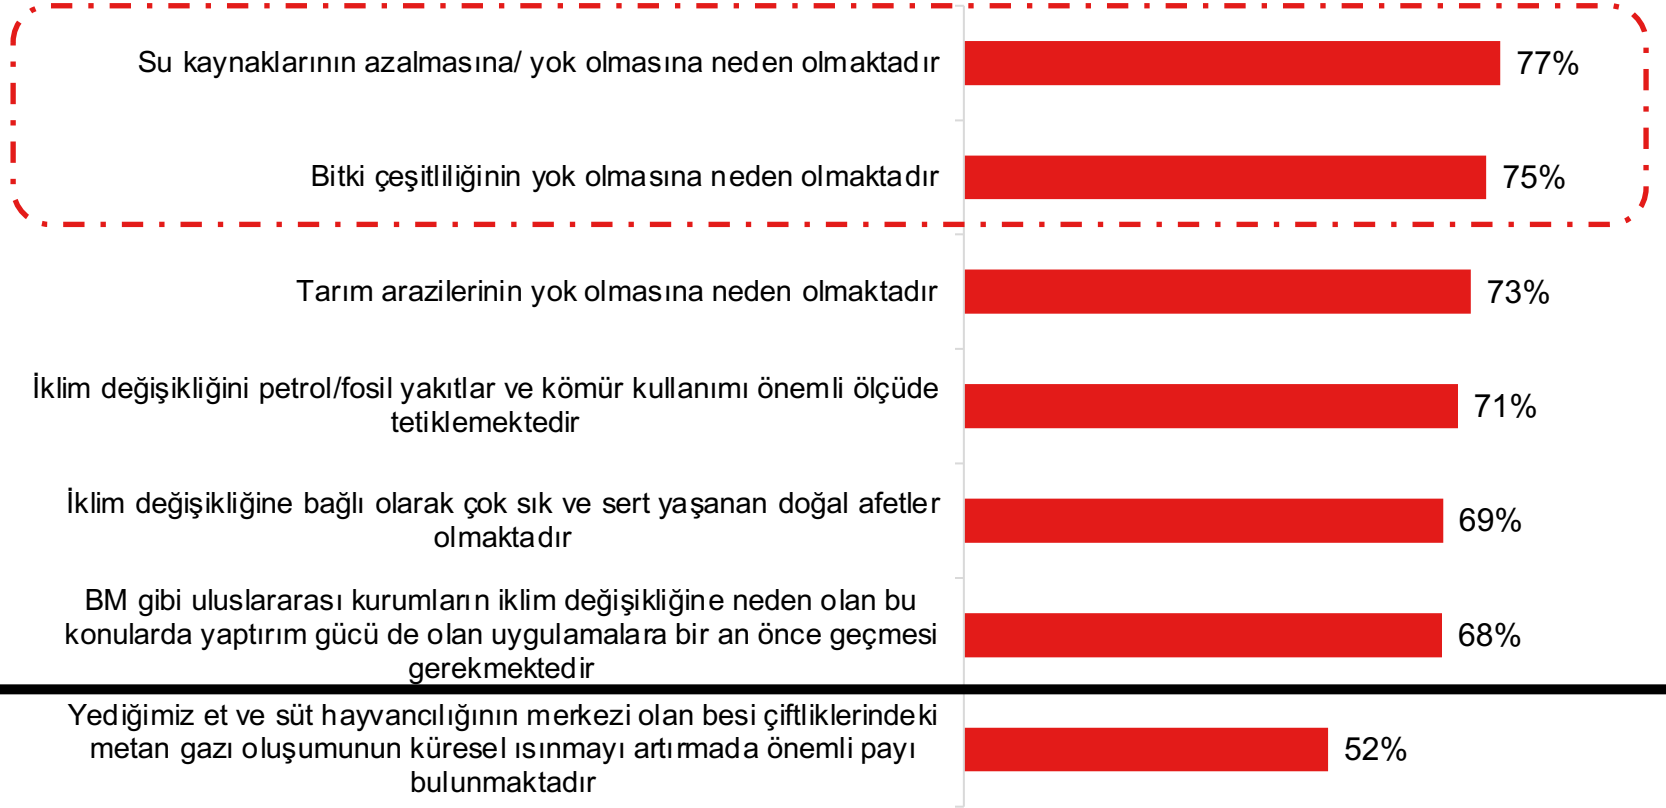 Su kaynaklarının azalmasına/ yok olmasına neden olmaktadır 77%
Bitki çeşitliliğinin yok olmasına neden olmaktadır 75%
Tarım arazilerinin yok olmasına neden olmaktadır 73%
İklim değişikliğini petrol/fosil yakıtlar ve kömür kullanımı önemli ölçüde
tetiklemektedir 71%
İklim değişikliğine bağlı olarak çok sık ve sert yaşanan doğal afetler
olmaktadır 69%
BM gibi uluslararası kurumların iklim değişikliğine neden olan bu
konularda yaptırım gücü de olan uygulamalara bir an önce geçmesi
gerekmektedir 68%
Yediğimiz et ve süt hayvancılığının merkezi olan besi çiftliklerindeki
metan gazı oluşumunun küresel ısınmayı artırmada önemli payı
bulunmaktadır 52%